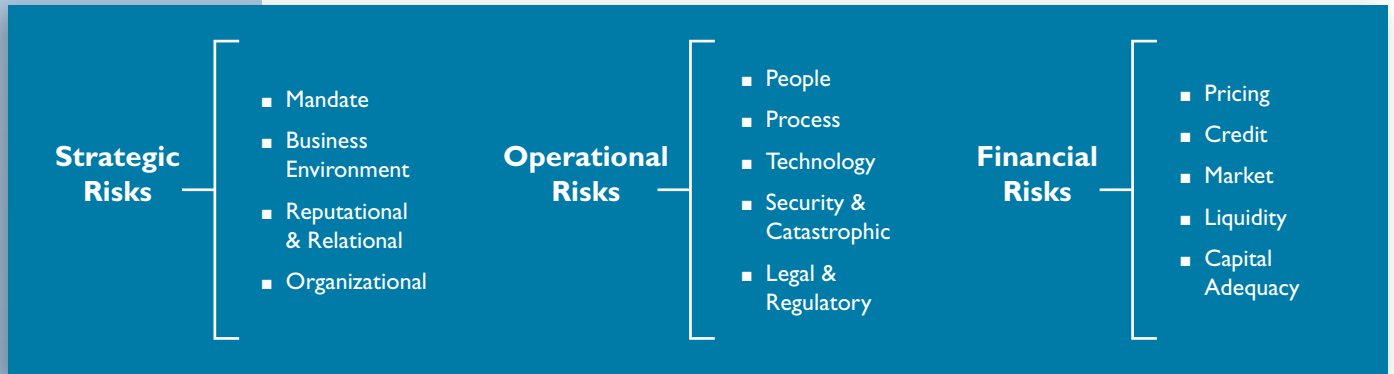 Strategic
Risks
■ Mandate
■ Business
Environment
■ Reputational
& Relational
■ Organizational
Operational
Risks
■ People
■ Process
■ Technology
■ Security &
Catastrophic
■ Legal &
Regulatory
Financial
Risks
■ Pricing
■ Credit
■ Market
■ Liquidity
■ Capital
Adequacy